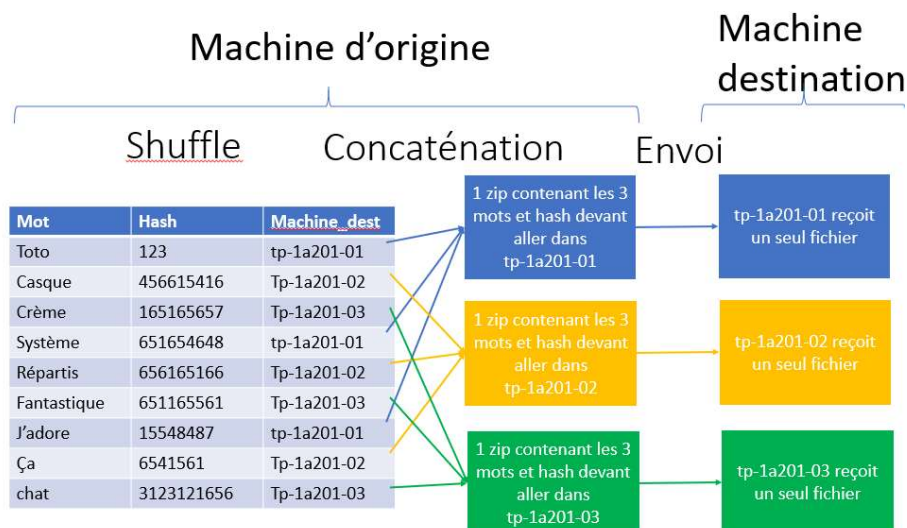 Machine d'origine
Machine
destination
Shuffle
Concaténation
Envoi
Mot Hash Machine_dest
Toto 123 tp-1a201-01
Casque 456615416 Tp-1a201-02
Crème 165165657 Tp-1a201-03
Système 651654648 tp-1a201-01
Répartis 656165166 Tp-1a201-02
Fantastique 651165561 Tp-1a201-03
J'adore 15548487 tp-1a201-01
Ça 6541561 Tp-1a201-02
chat 3123121656 Tp-1a201-03
1 zip contenant les 3
mots et hash devant
aller dans
tp-1a201-01
tp-1a201-01 reçoit
un seul fichier
1 zip contenant les 3
mots et hash devant
aller dans
tp-1a201-02
tp-1a201-02 reçoit
un seul fichier
1 zip contenant les 3
mots et hash devant
aller dans
tp-1a201-03
tp-1a201-03 reçoit
un seul fichier